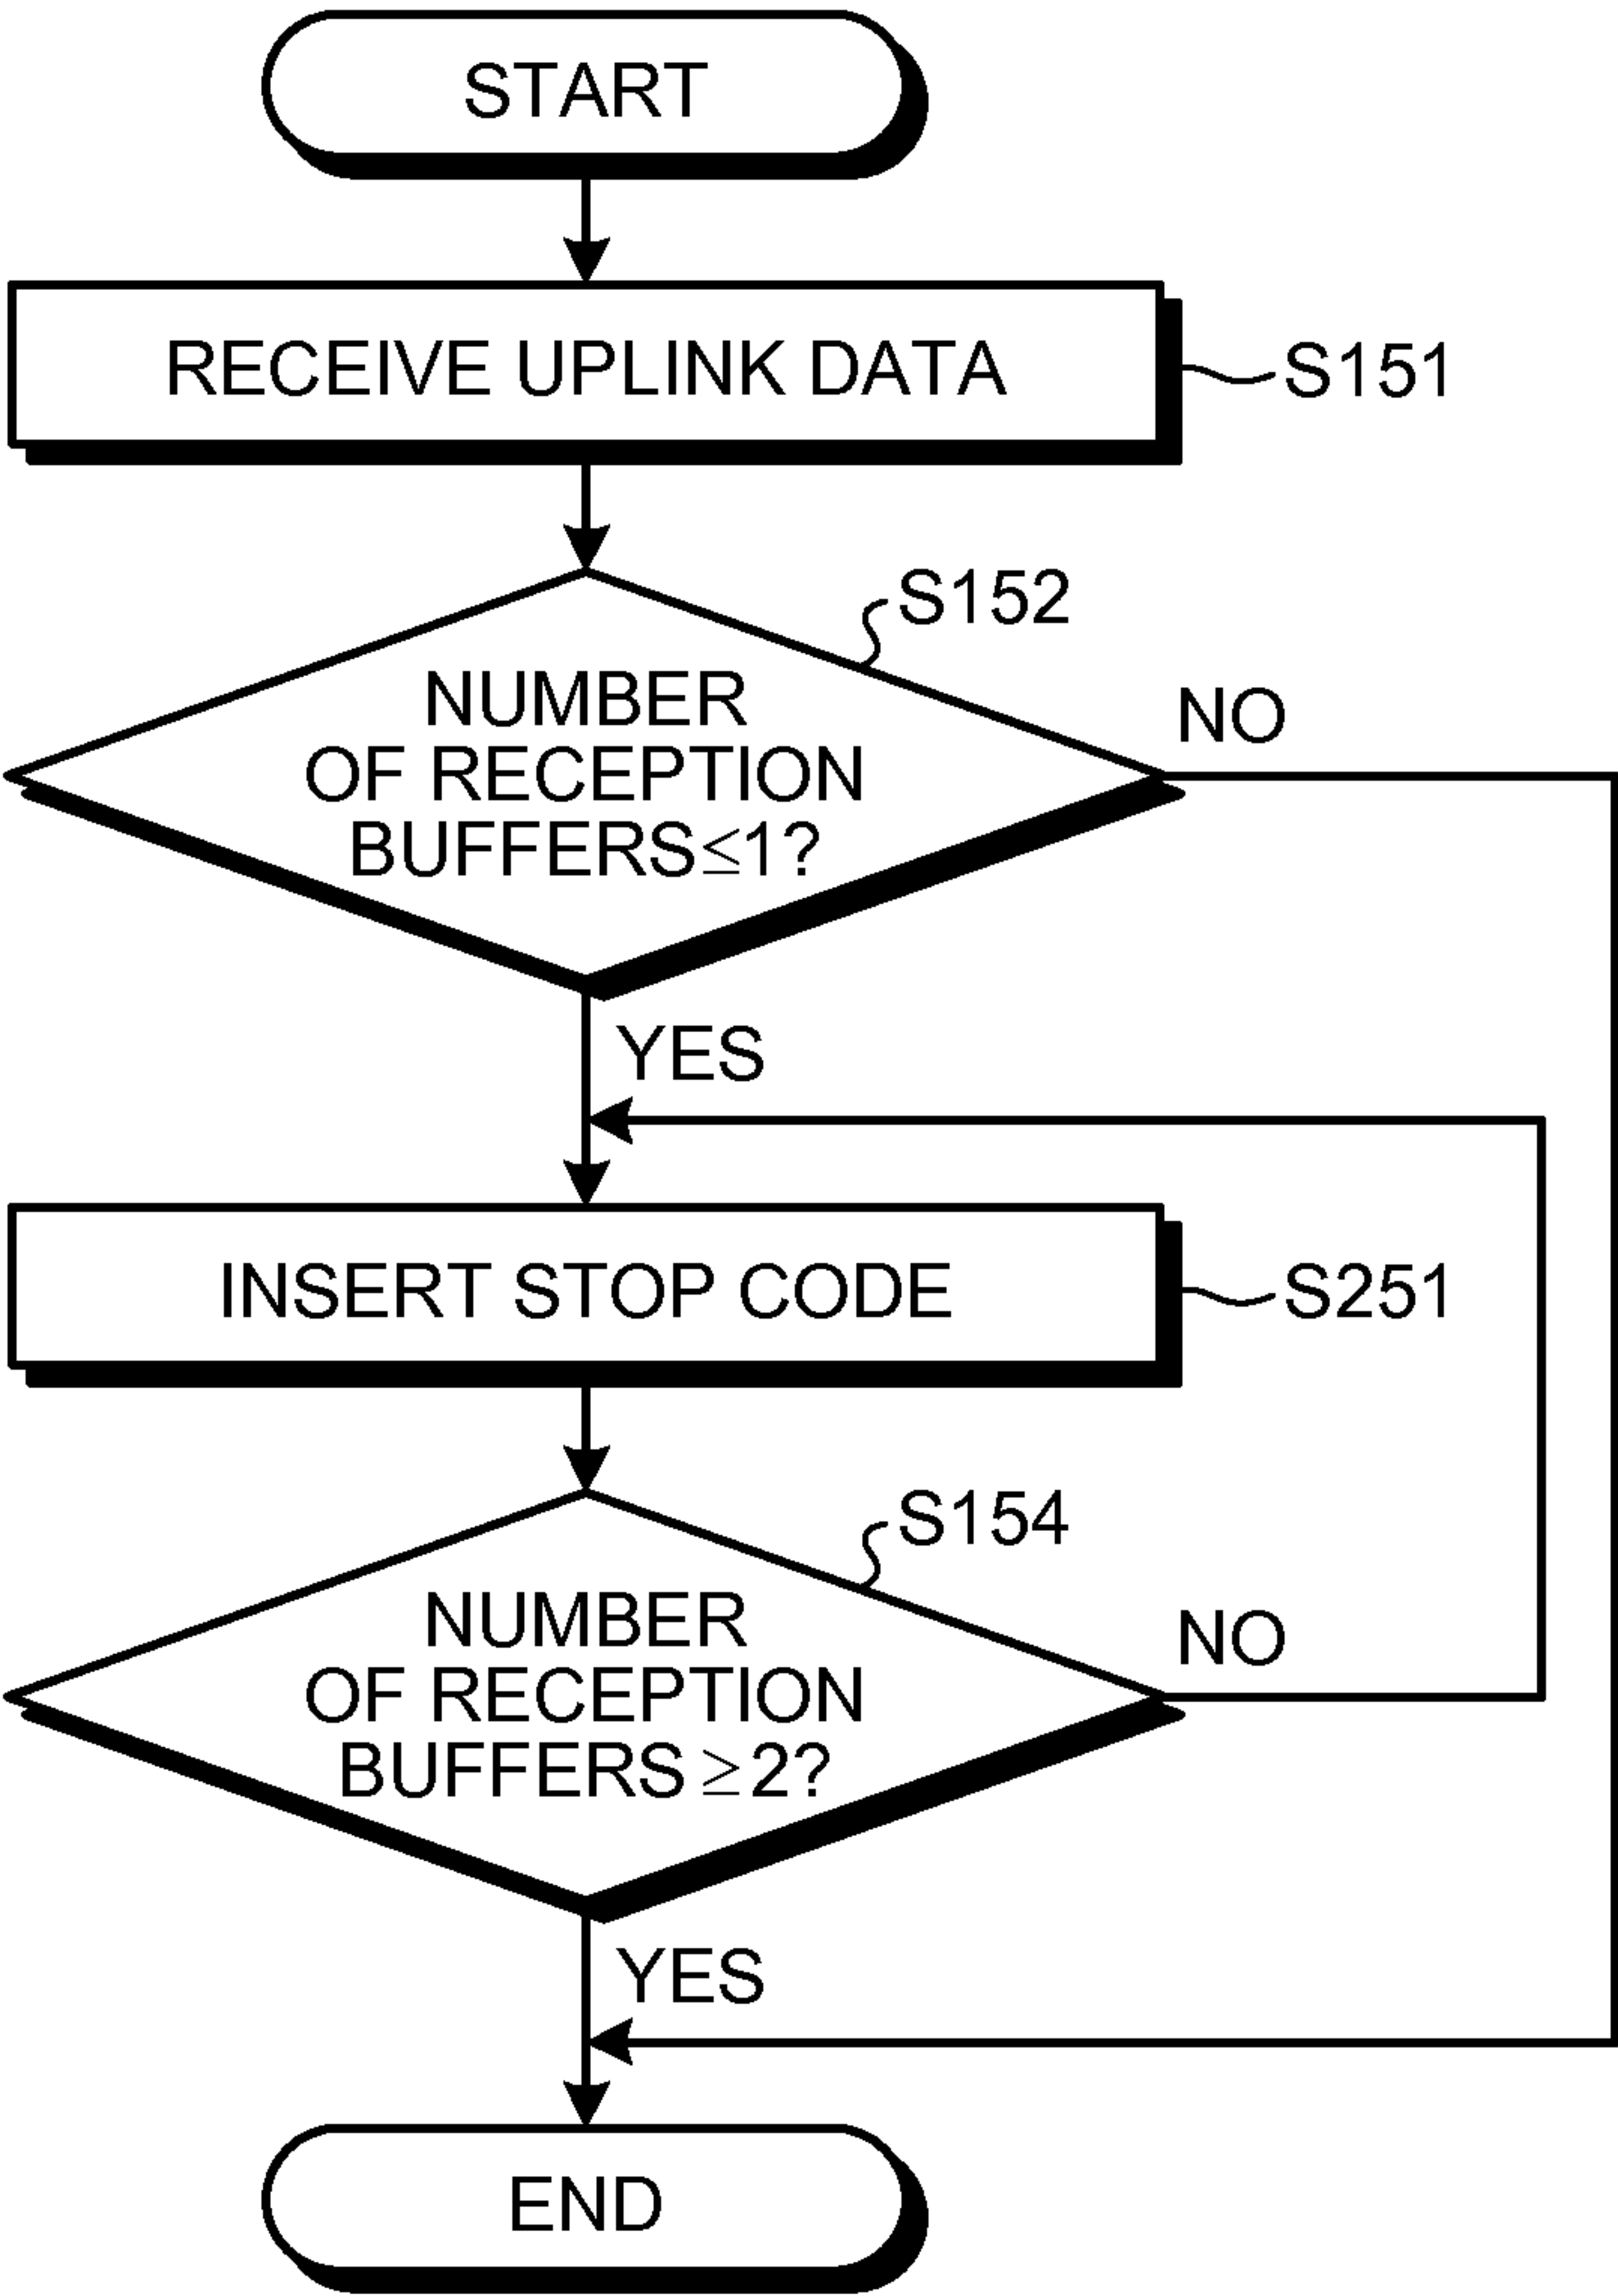 START
RECEIVE UPLINK DATA
S151
S152
NUMBER
OF RECEPTION
BUFFERS≤1?
NO
YES
INSERT STOP CODE
S251
S154
NUMBER
OF RECEPTION
BUFFERS ≥2?
NO
YES
END